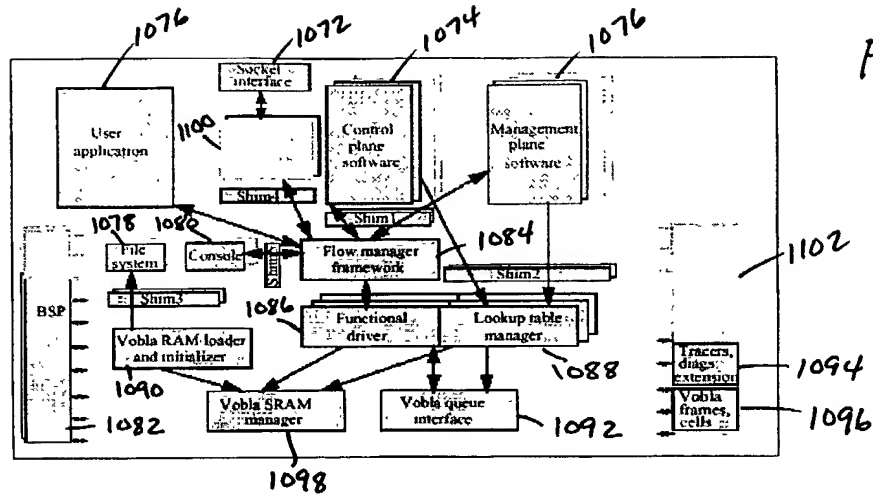 1076
1072
1074
1076
Socket
interface
1100
User
application
Control
plane
software
Management
plane
software
Shim4
Shim1
1078
1080
1084
1102
File
system
Console
Flow manager
framework
Shim2
Shim3
BSP
1086
Functional
driver
Lookup table
manager
Vobla RAM loader
and initializer
1090
1088
Tracers,
diags
extension
1094
Vobla SRAM
manager
Vobla queue
interface
Vobla
frames,
cells
1082
1092
1096
1098